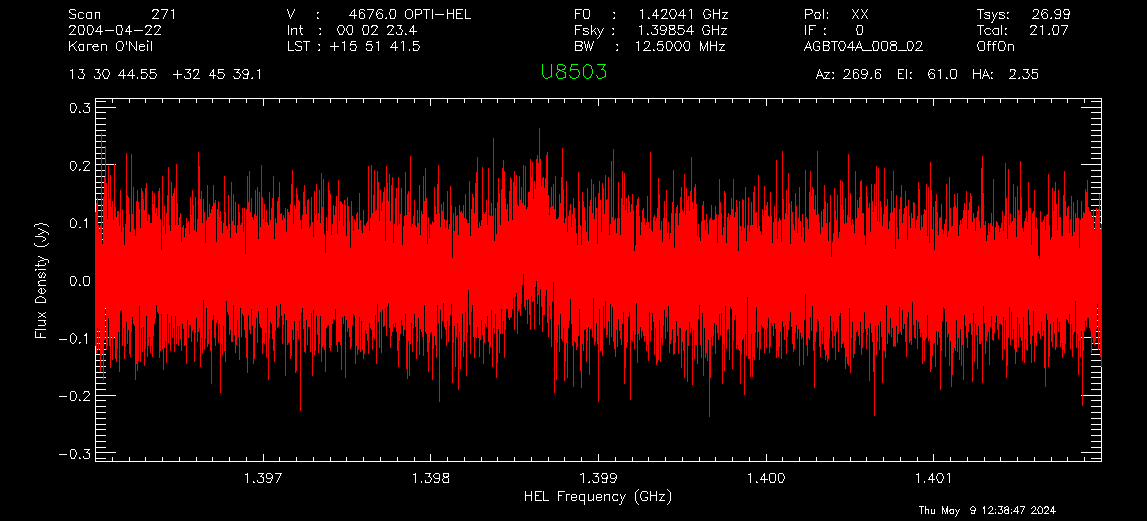 Scan 271 V : 4676.0 OPTI-HEL F0 : 1.42041 GHz Pol: XX Tsys: 26.99
2004-04-22 Int : 00 02 23.4 Fsky : 1.39854 GHz IF : 0 Tcal: 21.07
Karen O'Neil LST : +15 51 41.5 BW : 12.5000 MHz AGBT04A_008_02 OffOn
13 30 44.55 +32 45 39.1 U8503 Az: 269.6 El: 61.0 HA: 2.35
0.3
0.2
0.1
0.0
-0.1
-0.2
-0.3
Flux Density (Jy)
1.397 1.398 1.399 1.400 1.401
HEL Frequency (GHz)
Thu May 9 12:38:47 2024